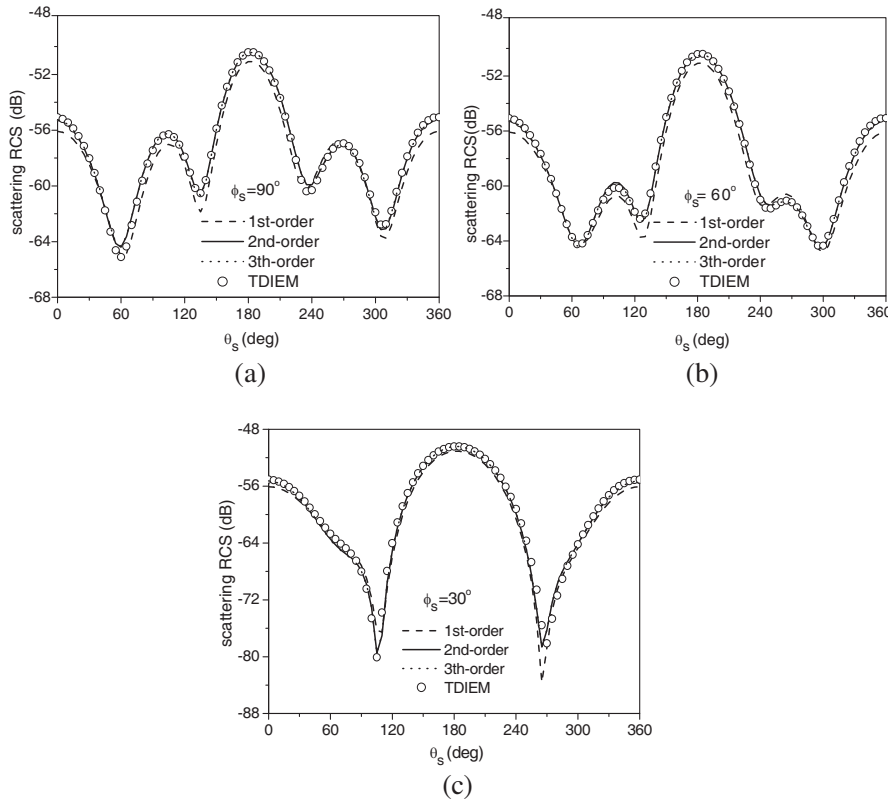 -48
-52
-56
-60
-64
-68
scattering RCS (dB)
ϕs=90°
1st-order
2nd-order
3th-order
TDIEM
0 60 120 180 240 300 360
θs (deg)
(a)
-48
-52
-56
-60
-64
-68
scattering RCS(dB)
ϕs= 60°
1st-order
2nd-order
3th-order
TDIEM
0 60 120 180 240 300 360
θs (deg)
(b)
-48
-56
-64
-72
-80
-88
scattering RCS (dB)
ϕs=30°
1st-order
2nd-order
3th-order
TDIEM
0 60 120 180 240 300 360
θs (deg)
(c)